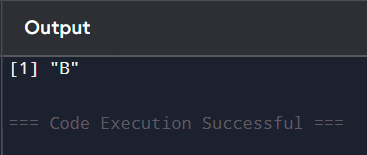 Output
[1] "B"
=== Code Execution Successful ===